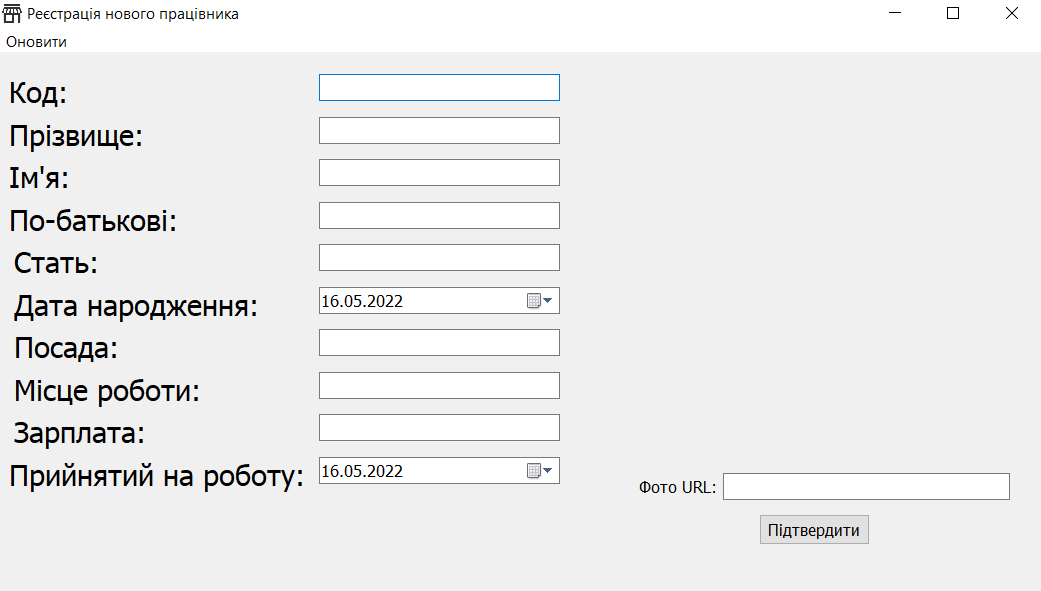 Реєстрація нового працівника
Оновити
Код:
Прізвище:
Ім'я:
По-батькові:
Стать:
Дата народження: 16.05.2022
Посада:
Місце роботи:
Зарплата:
Прийнятий на роботу: 16.05.2022
Фото URL:
Підтвердити